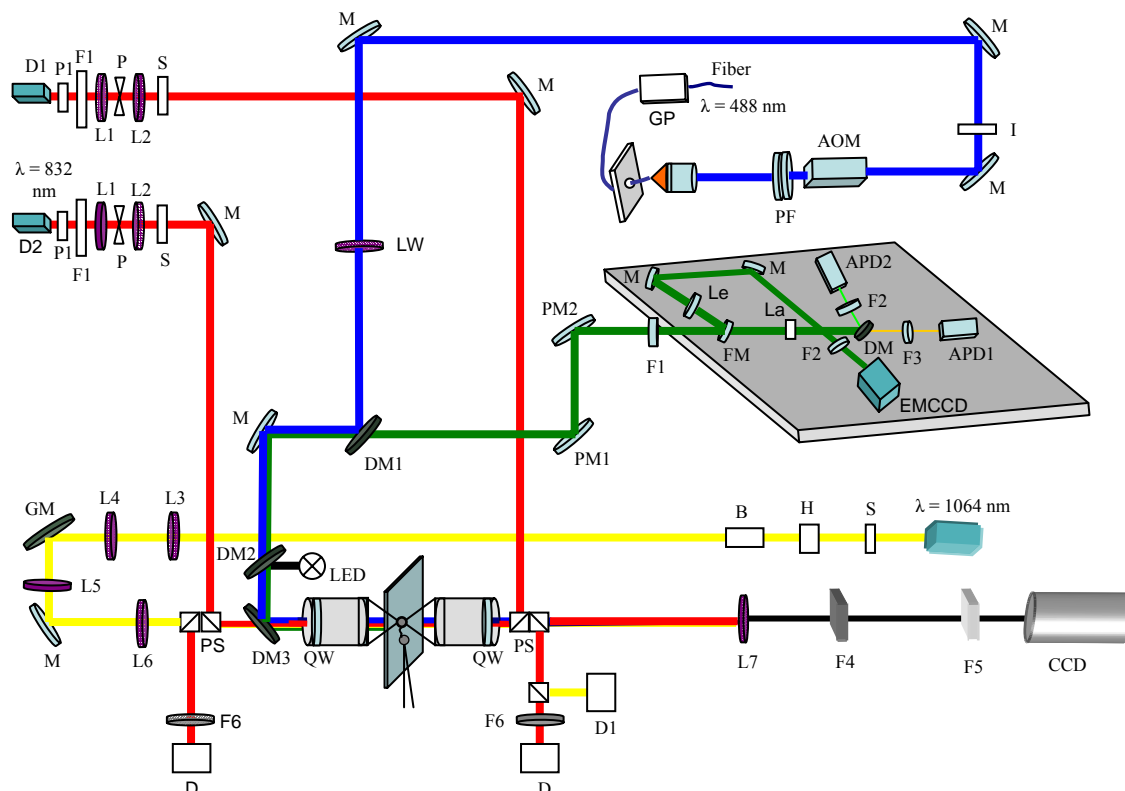 M
M
D1
P1
F1
P
S
L1
L2
M
Fiber
GP
λ = 488 nm
I
AOM
M
PF
λ = 832
nm
L1
L2
P
S
D2
P1
F1
M
LW
APD2
M
M
Le
F2
La
PM2
F1
FM
F2
DM
F3
APD1
EMCCD
M
DM1
PM1
GM
L4
L3
B
H
S
λ = 1064 nm
DM2
LED
L5
M
L6
PS
DM3
QW
QW
PS
L7
F4
F5
CCD
F6
F6
D1
D
D